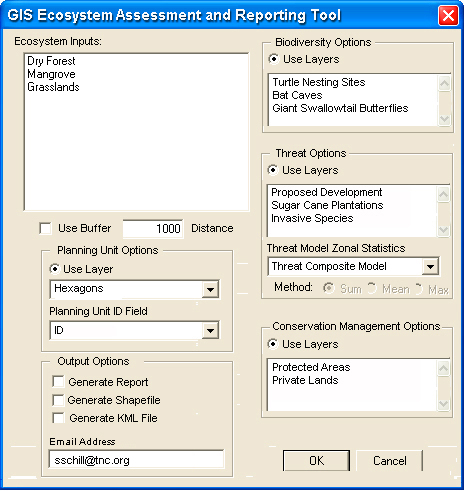 GIS Ecosystem Assessment and Reporting Tool
Ecosystem Inputs:
Dry Forest
Mangrove
Grasslands
Use Buffer 1000 Distance
Planning Unit Options
Use Layer
Hexagons
Planning Unit ID Field
ID
Output Options
Generate Report
Generate Shapefile
Generate KML File
Email Address
sschill@tnc.org
Biodiversity Options
Use Layers
Turtle Nesting Sites
Bat Caves
Giant Swallowtail Butterflies
Threat Options
Use Layers
Proposed Development
Sugar Cane Plantations
Invasive Species
Threat Model Zonal Statistics
Threat Composite Model
Method: Sum Mean Max
Conservation Management Options
Use Layers
Protected Areas
Private Lands
OK Cancel